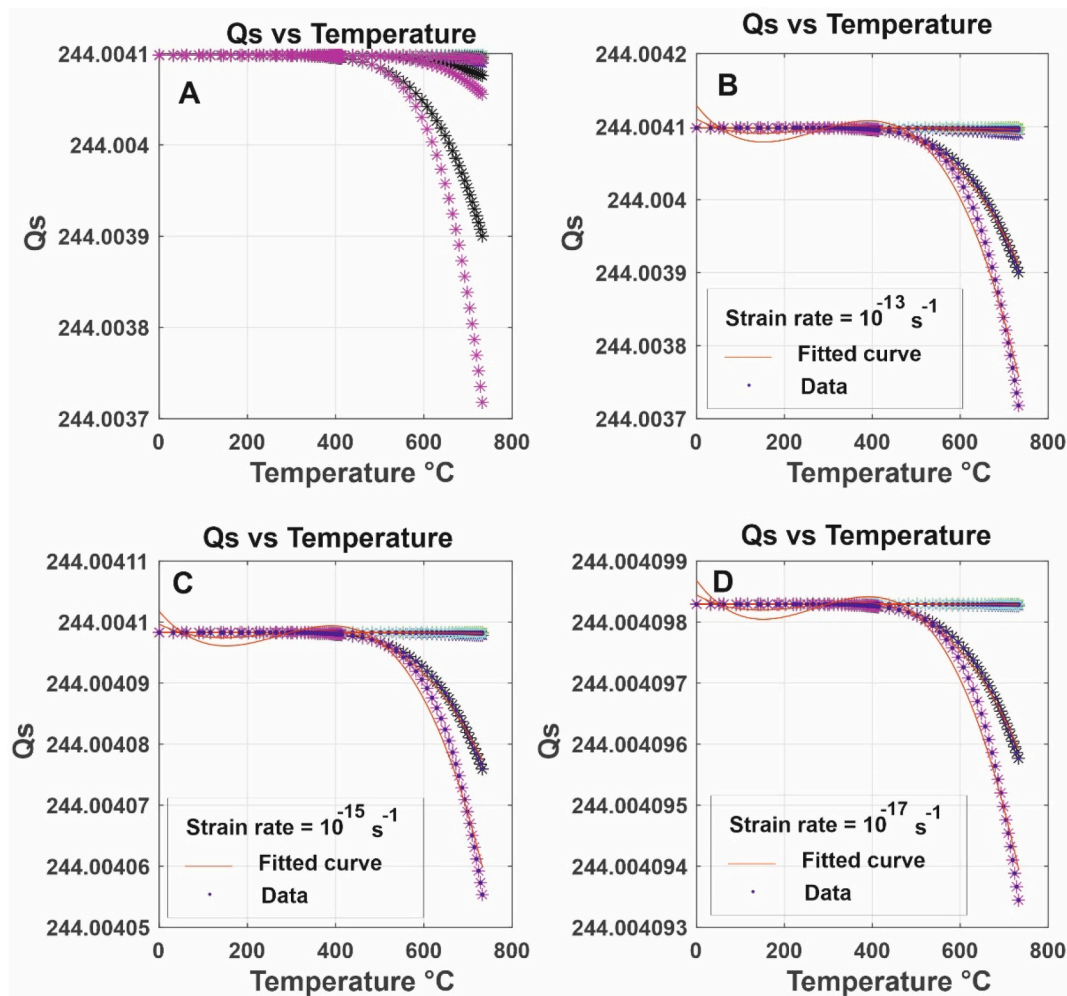 Qs vs Temperature
A
244.0041
244.004
244.0039
244.0038
244.0037
Qs
0 200 400 600 800
Temperature °C
Qs vs Temperature
B
244.0042
244.0041
244.004
244.0039
244.0038
244.0037
Qs
Strain rate = 10⁻¹³ s⁻¹
Fitted curve
Data
0 200 400 600 800
Temperature °C
Qs vs Temperature
C
244.00411
244.0041
244.00409
244.00408
244.00407
244.00406
244.00405
Qs
Strain rate = 10⁻¹⁵ s⁻¹
Fitted curve
Data
0 200 400 600 800
Temperature °C
Qs vs Temperature
D
244.004099
244.004098
244.004097
244.004096
244.004095
244.004094
244.004093
Qs
Strain rate = 10⁻¹⁷ s⁻¹
Fitted curve
Data
0 200 400 600 800
Temperature °C